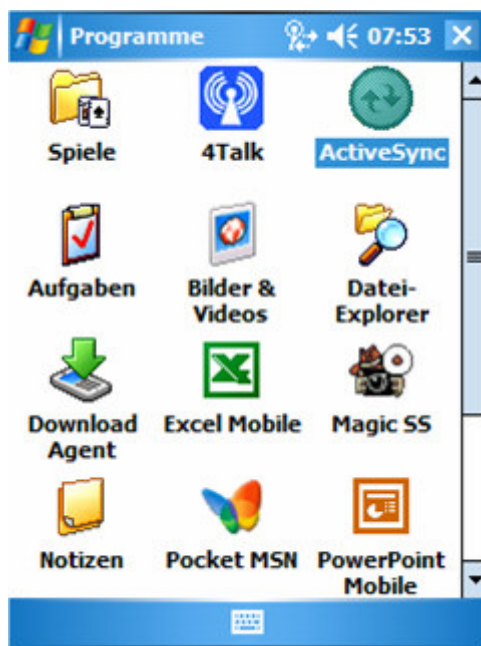 Programme 07:53
Spiele 4Talk ActiveSync
Aufgaben Bilder & Videos Datei-Explorer
Download Agent Excel Mobile Magic SS
Notizen Pocket MSN PowerPoint Mobile